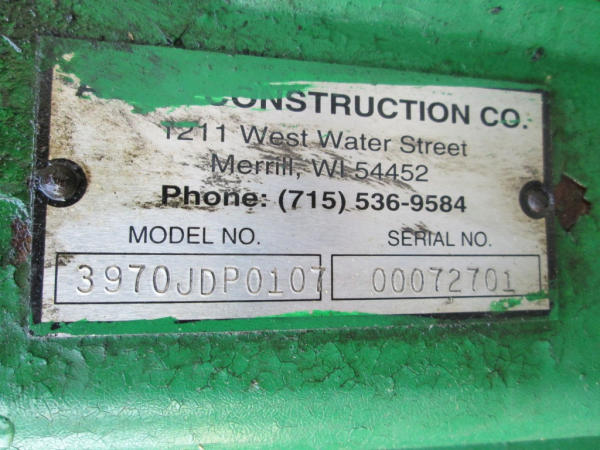 CONSTRUCTION CO.
1211 West Water Street
Merrill, WI 54452
Phone: (715) 536-9584
MODEL NO. SERIAL NO.
3970JDP0107 00072701